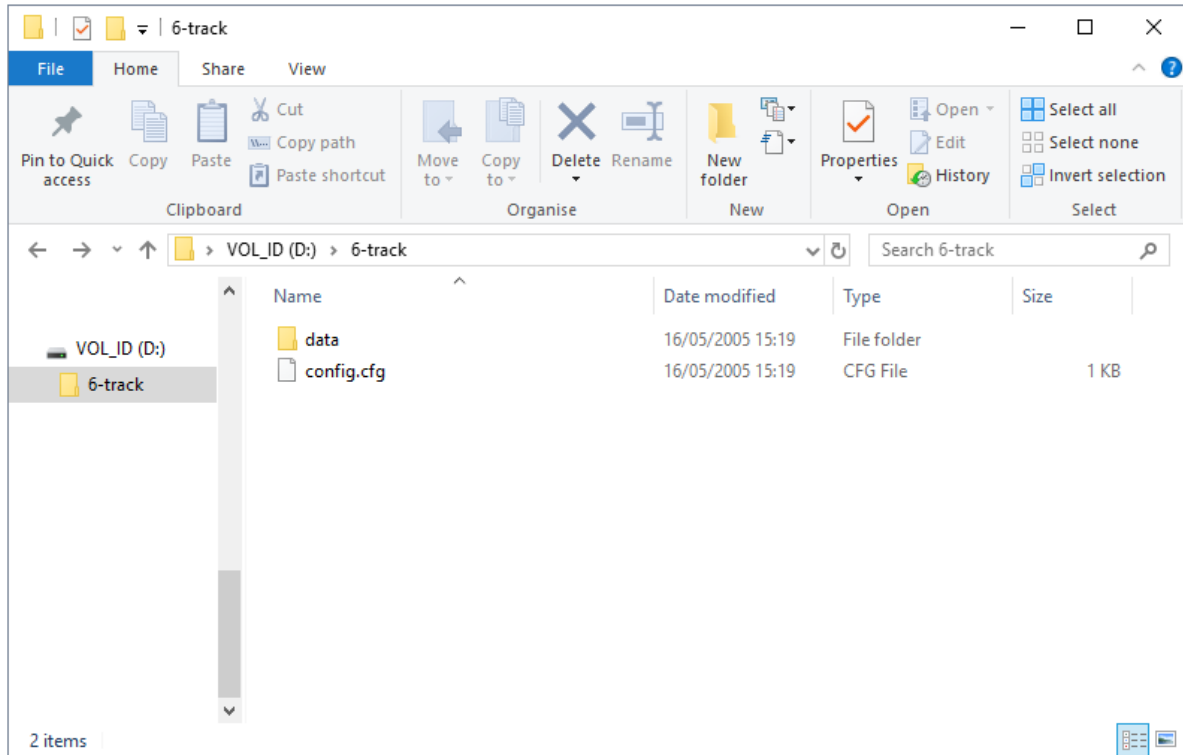 6-track
File Home Share View
Pin to Quick access
Copy
Paste
Cut
Copy path
Paste shortcut
Clipboard
Move to
Copy to
Delete
Rename
Organise
New folder
New
Properties
Open
Edit
History
Open
Select all
Select none
Invert selection
Select
VOL_ID (D:) 6-track
Search 6-track
VOL_ID (D:)
6-track
Name Date modified Type Size
data 16/05/2005 15:19 File folder
config.cfg 16/05/2005 15:19 CFG File 1 KB
2 items